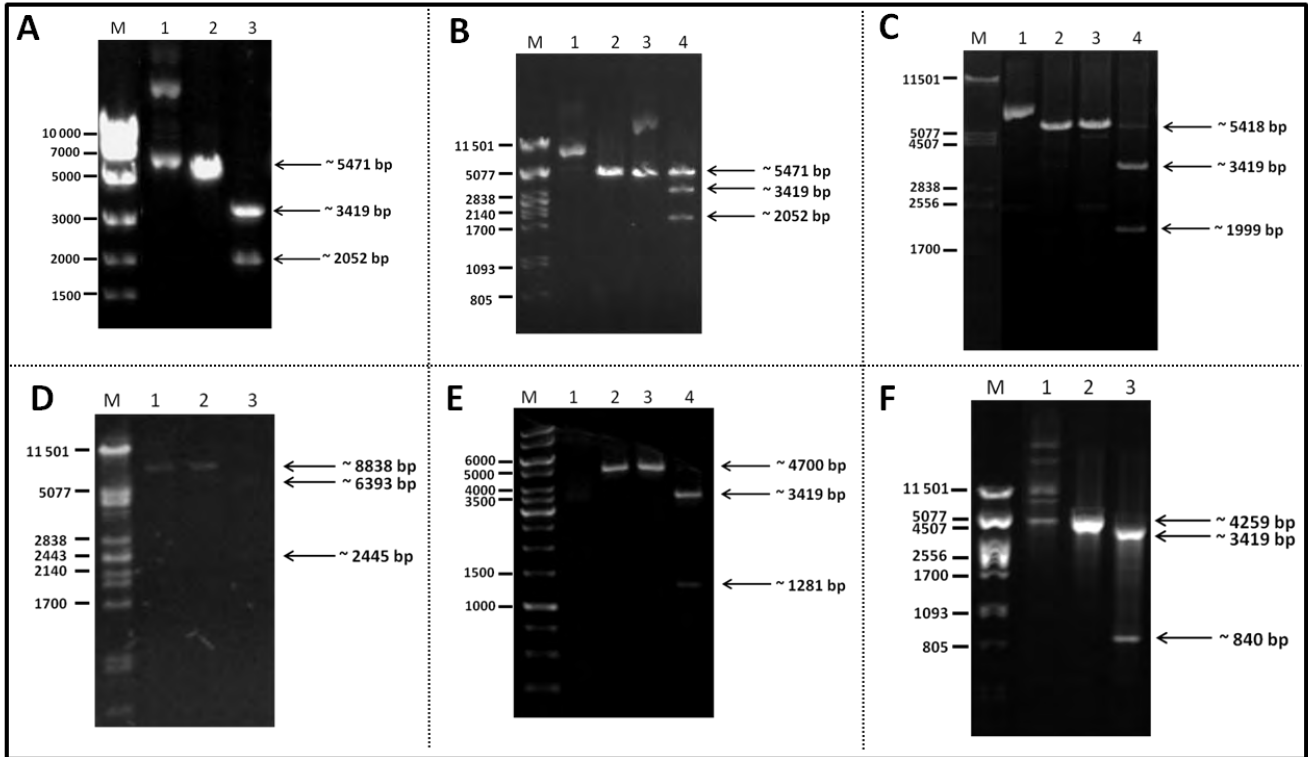 A
M 1 2 3
10 000
7000
5000
3000
2000
1500
~ 5471 bp
~ 3419 bp
~ 2052 bp
B
M 1 2 3 4
11 501
5077
2838
2140
1700
1093
805
~ 5471 bp
~ 3419 bp
~ 2052 bp
C
M 1 2 3 4
11501
5077
4507
2838
2556
1700
~ 5418 bp
~ 3419 bp
~ 1999 bp
D
M 1 2 3
11 501
5077
2838
2443
2140
1700
~ 8838 bp
~ 6393 bp
~ 2445 bp
E
M 1 2 3 4
6000
5000
4000
3500
1500
1000
~ 4700 bp
~ 3419 bp
~ 1281 bp
F
M 1 2 3
11 501
5077
4507
2556
1700
1093
805
~ 4259 bp
~ 3419 bp
~ 840 bp